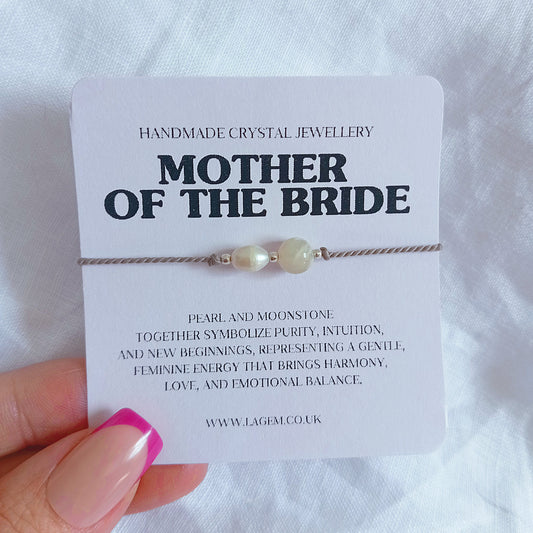 HANDMADE CRYSTAL JEWELLERY
MOTHER
OF THE BRIDE
PEARL AND MOONSTONE
TOGETHER SYMBOLIZE PURITY, INTUITION,
AND NEW BEGINNINGS, REPRESENTING A GENTLE,
FEMININE ENERGY THAT BRINGS HARMONY,
LOVE, AND EMOTIONAL BALANCE.
WWW.LAGEM.CO.UK